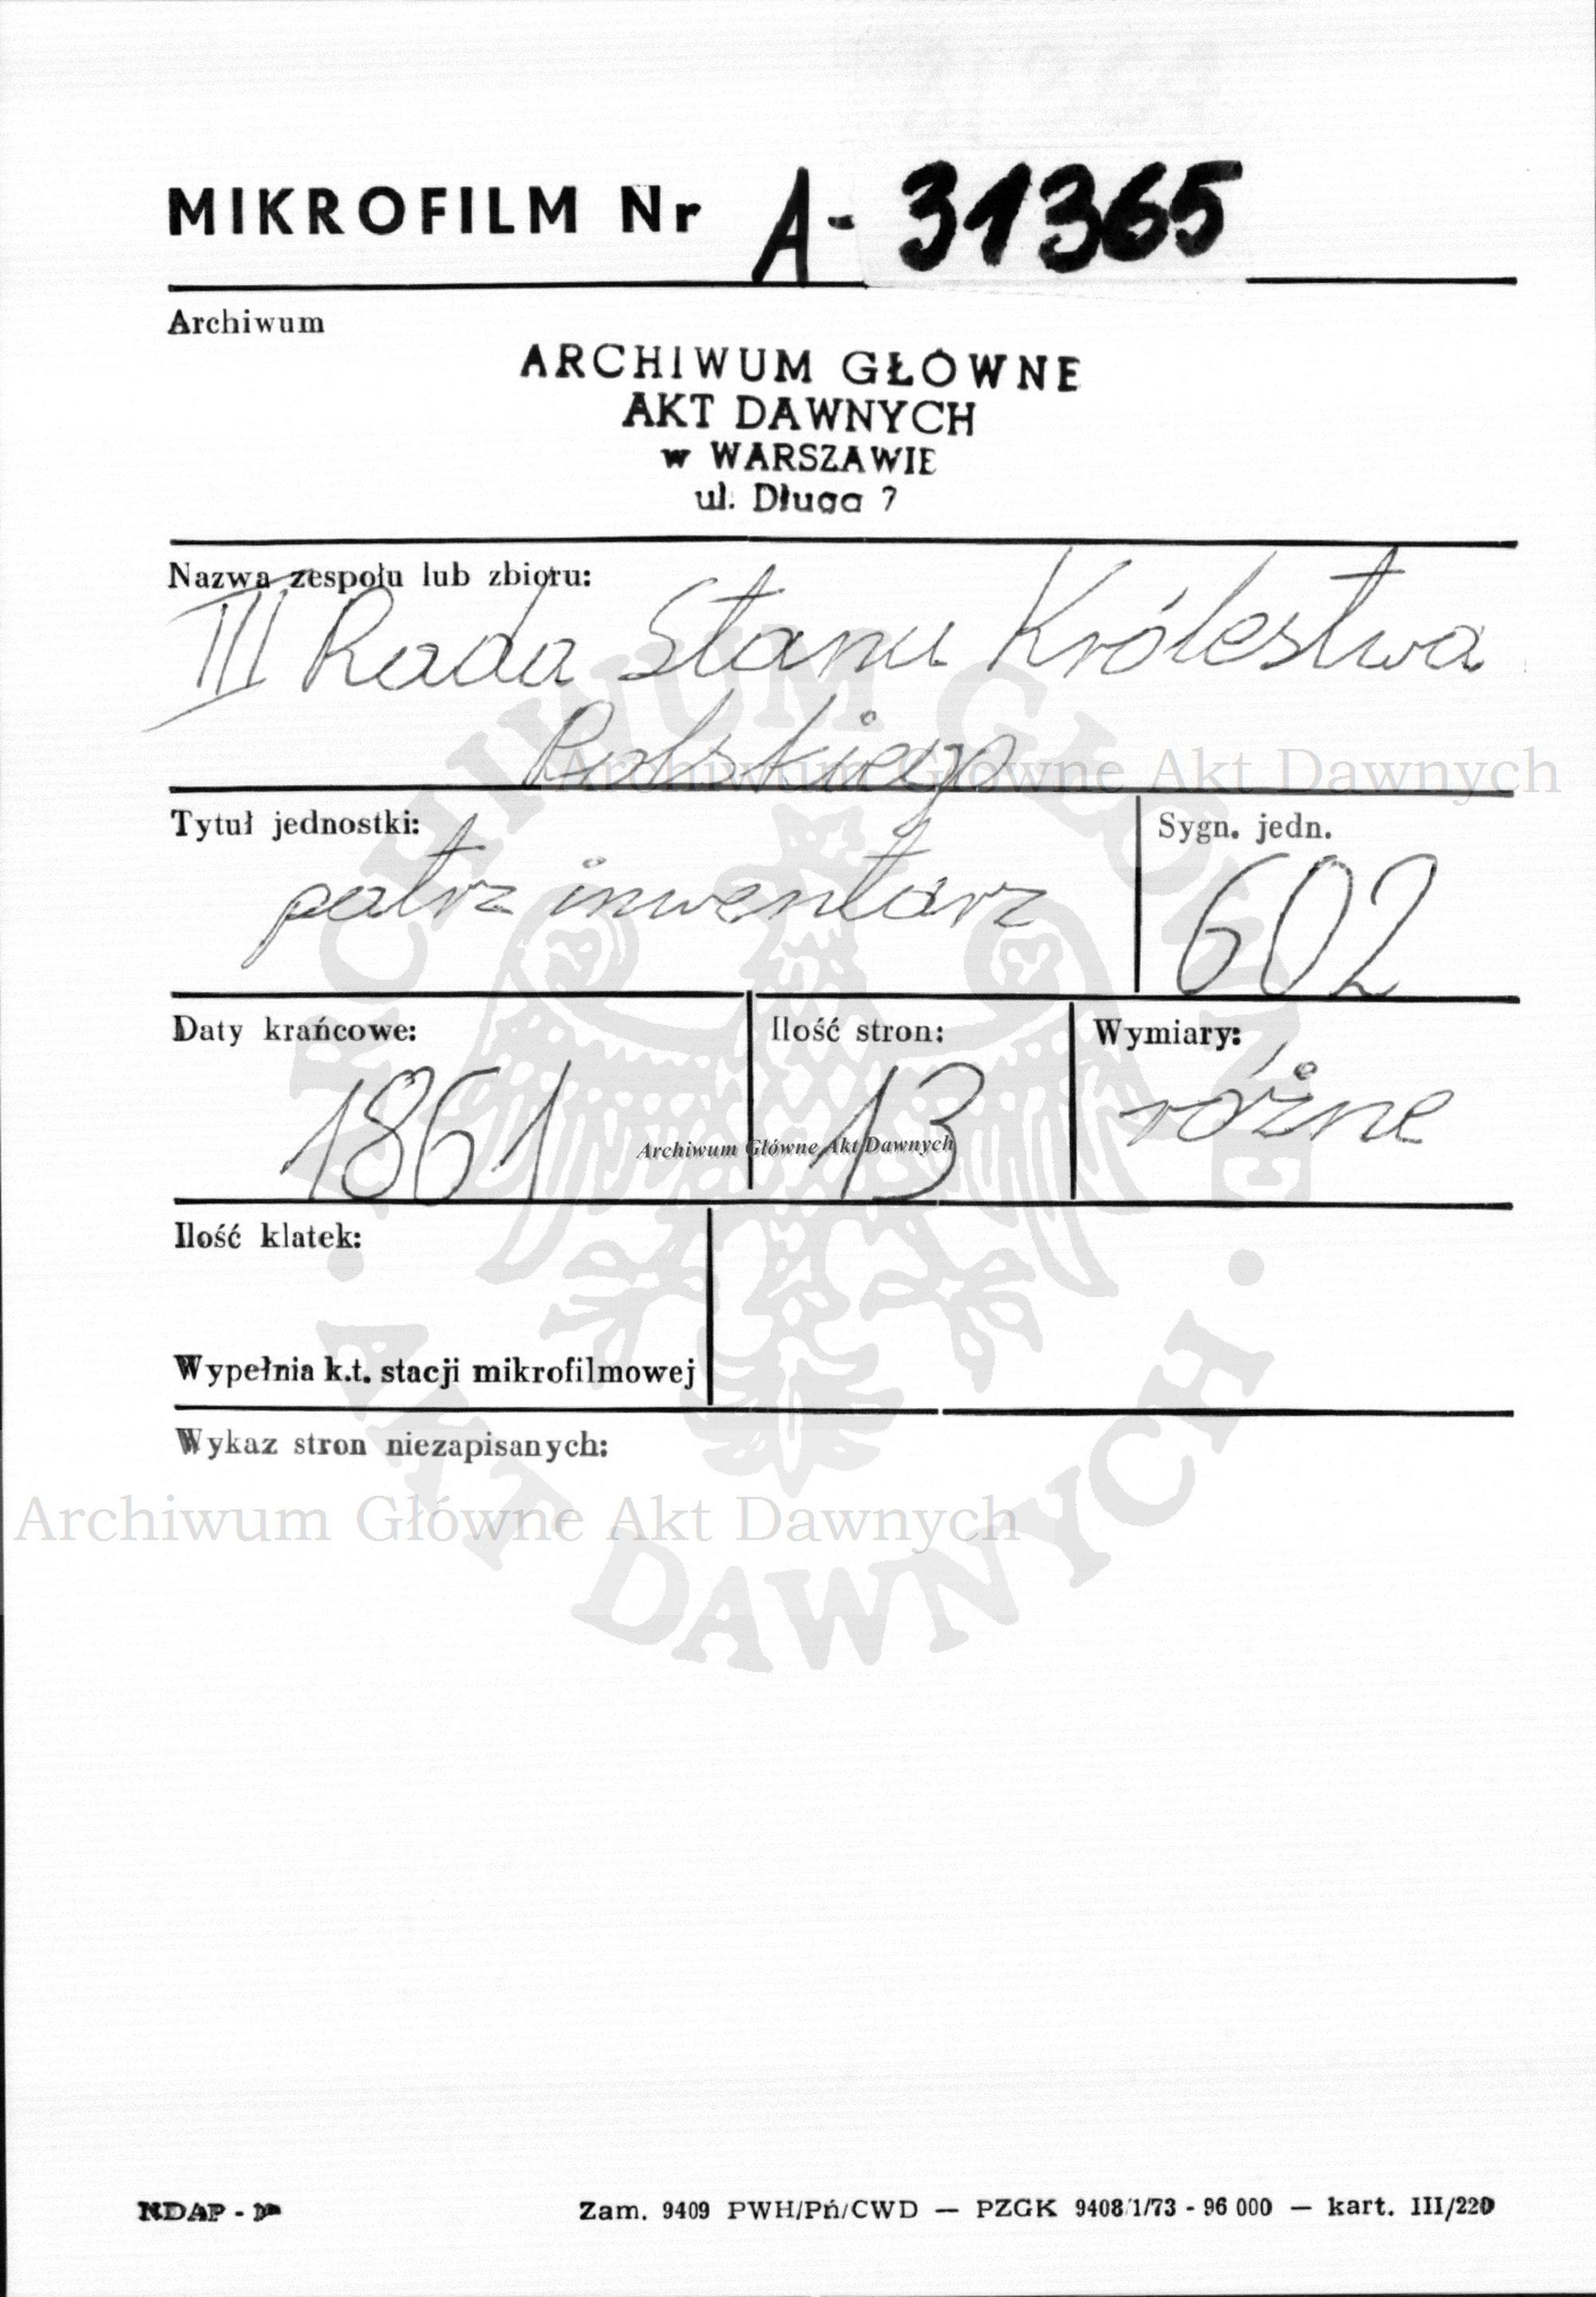 MIKROFILM Nr A-31365
Archiwum
ARCHIWUM GŁÓWNE
AKT DAWNYCH
w WARSZAWIE
ul. Długa 7
Nazwa zespołu lub zbioru:
III Rada Stanu Królestwa
Polskiego
Archiwum Główne Akt Dawnych
Tytuł jednostki:
patrz inwentarz
Sygn. jedn.
602
Daty krańcowe:
1861
Ilość stron:
13
Wymiary:
różne
Archiwum Główne Akt Dawnych
Ilość klatek:
Wypełnia k.t. stacji mikrofilmowej
Wykaz stron niezapisanych:
Archiwum Główne Akt Dawnych
ARCHIWUM GŁÓWNE · AKT DAWNYCH ·
NDAP -
Zam. 9409 PWH/Pń/CWD — PZGK 9408/1/73 - 96 000 — kart. III/220